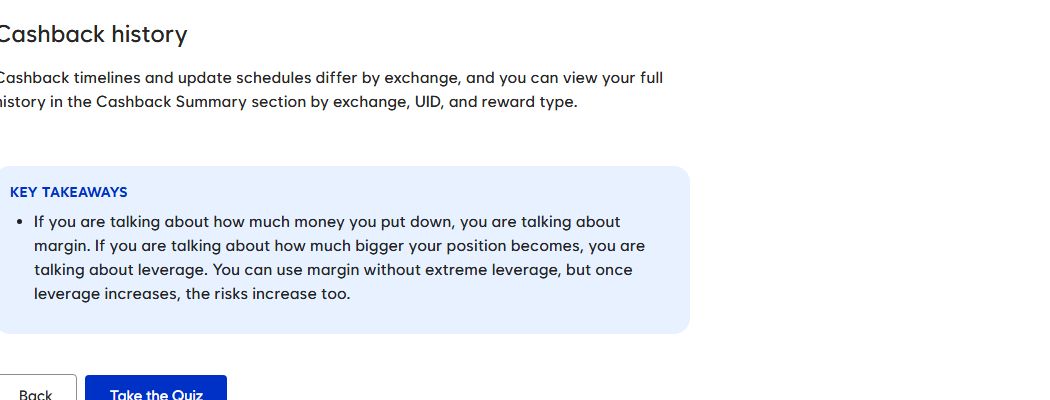 Cashback history
Cashback timelines and update schedules differ by exchange, and you can view your full
history in the Cashback Summary section by exchange, UID, and reward type.
KEY TAKEAWAYS
• If you are talking about how much money you put down, you are talking about
margin. If you are talking about how much bigger your position becomes, you are
talking about leverage. You can use margin without extreme leverage, but once
leverage increases, the risks increase too.
Back
Take the Quiz